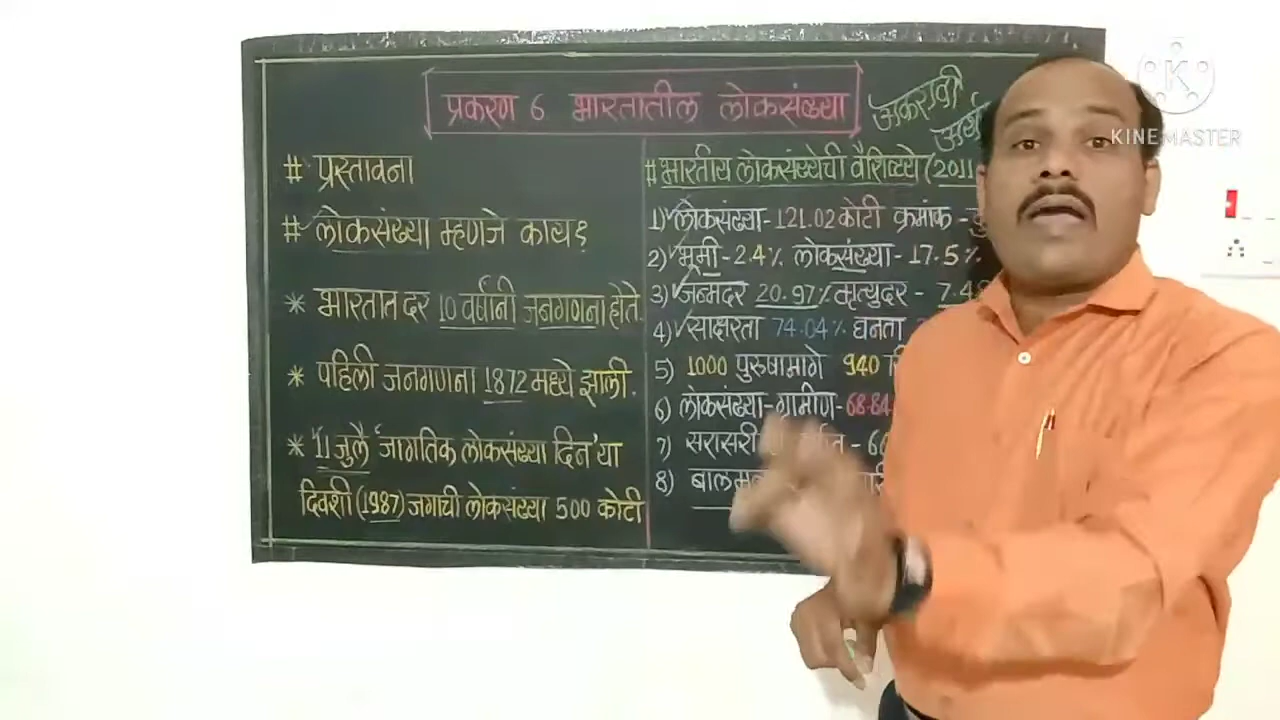 प्रकरण 6 भारतातील लोकसंख्या
अकरावी
# प्रस्तावना
# लोकसंख्या म्हणजे काय?
* भारतात दर 10 वर्षांनी जनगणना होते.
* पहिली जनगणना 1872 मध्ये झाली.
* '11 जुलै 'जागतिक लोकसंख्या दिन' या
दिवशी (1987) जगाची लोकसंख्या 500 कोटी
# भारतीय लोकसंख्येची वैशिष्ट्ये (2011
1) लोकसंख्या - 121.02 कोटी क्रमांक -
2) भूमी - 2.4% लोकसंख्या - 17.5%.
3) जन्मदर 20.97% मृत्युदर - 7.48
4) साक्षरता 74.04% घनता
5) 1000 पुरुषामागे 940
6) लोकसंख्या - ग्रामीण - 68.84
7) सरासरी
8)
KINEMASTER